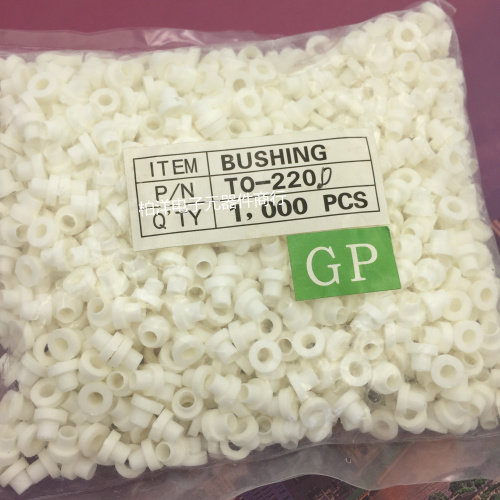 ITEM BUSHING
P/N TO-220D
Q'TY 1,000 PCS
GP